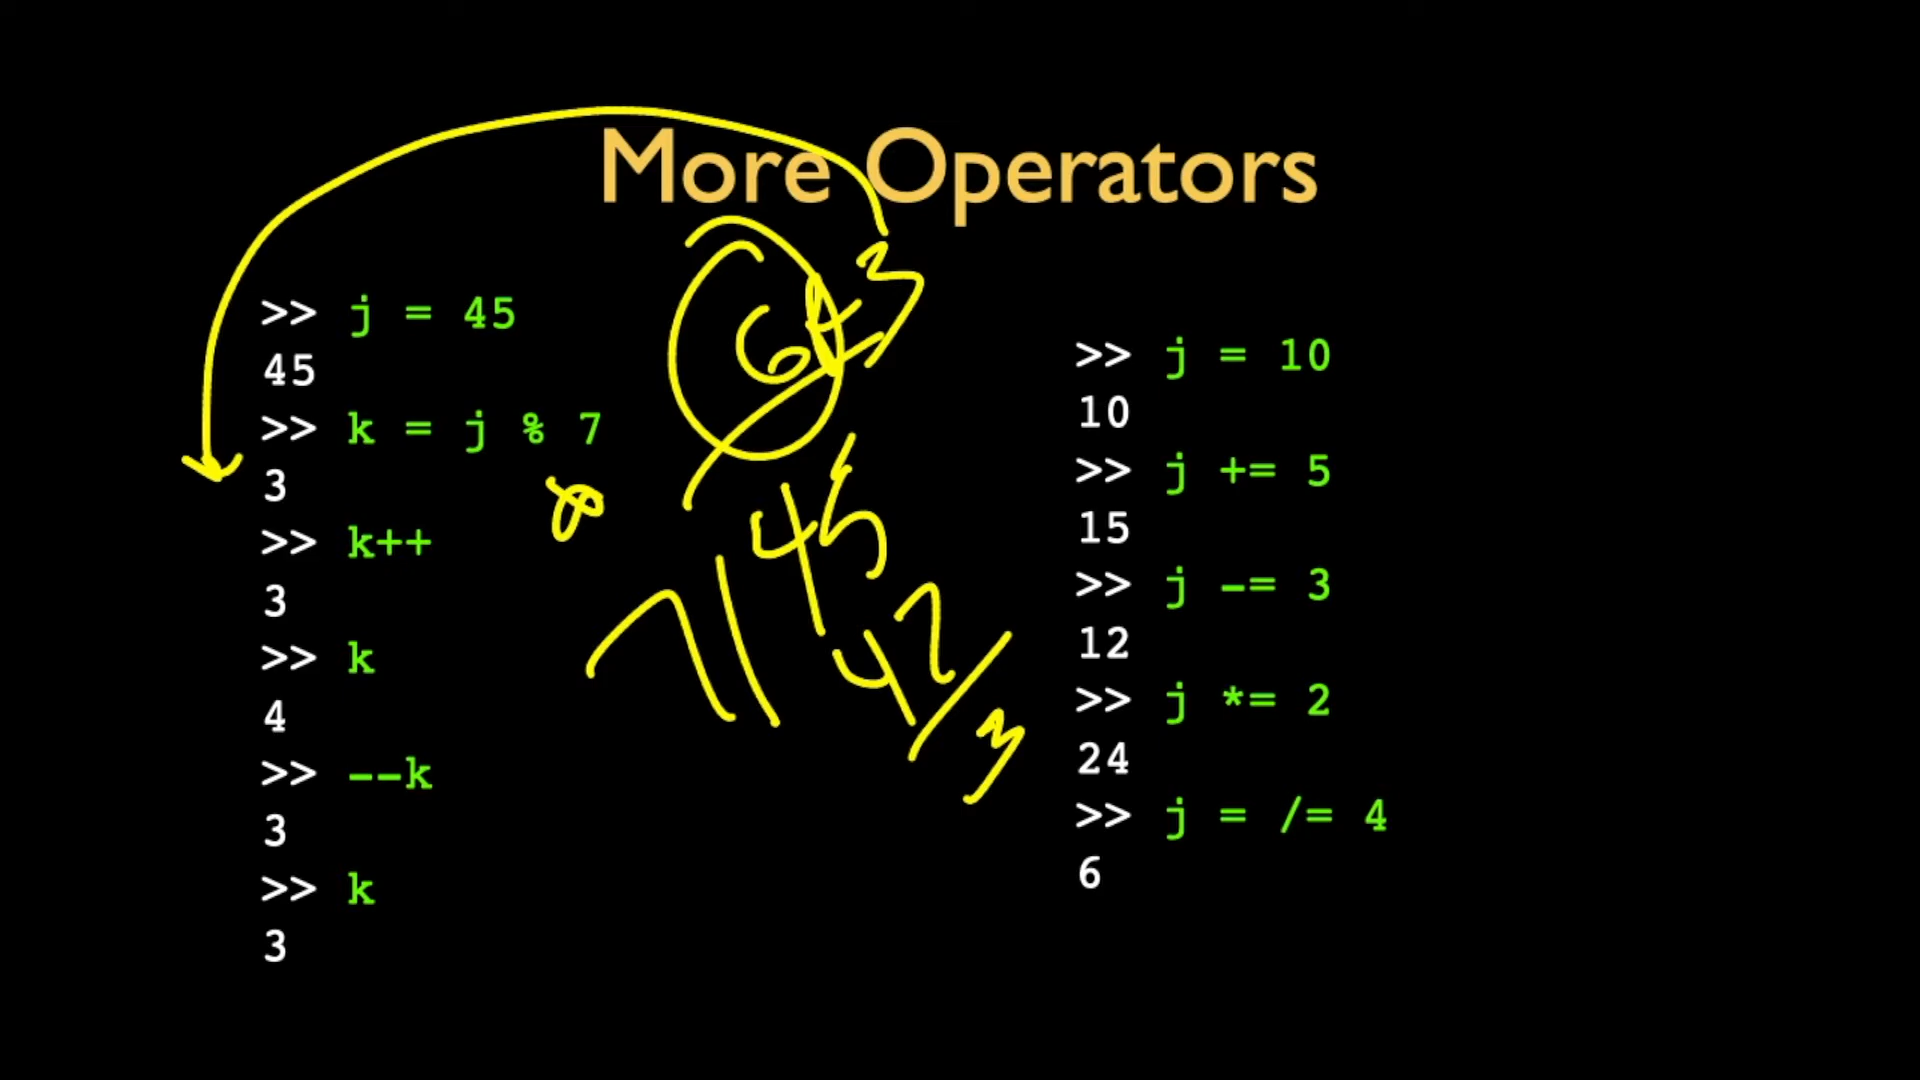 More Operators
>> j = 45
45
>> k = j % 7
3
>> k++
3
>> k
4
>> --k
3
>> k
3
6
3
45
7
42
3
>> j = 10
10
>> j += 5
15
>> j -= 3
12
>> j *= 2
24
>> j = /= 4
6